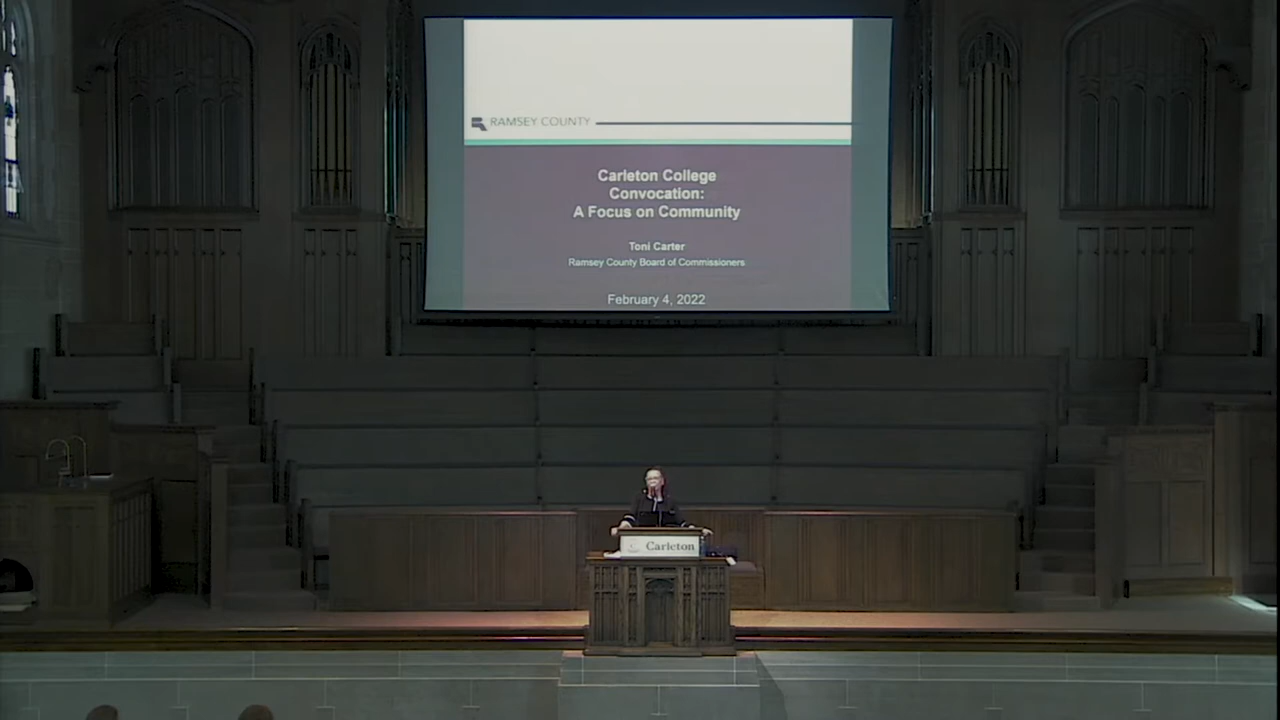 RAMSEY COUNTY
Carleton College
Convocation:
A Focus on Community
Toni Carter
Ramsey County Board of Commissioners
February 4, 2022
Carleton